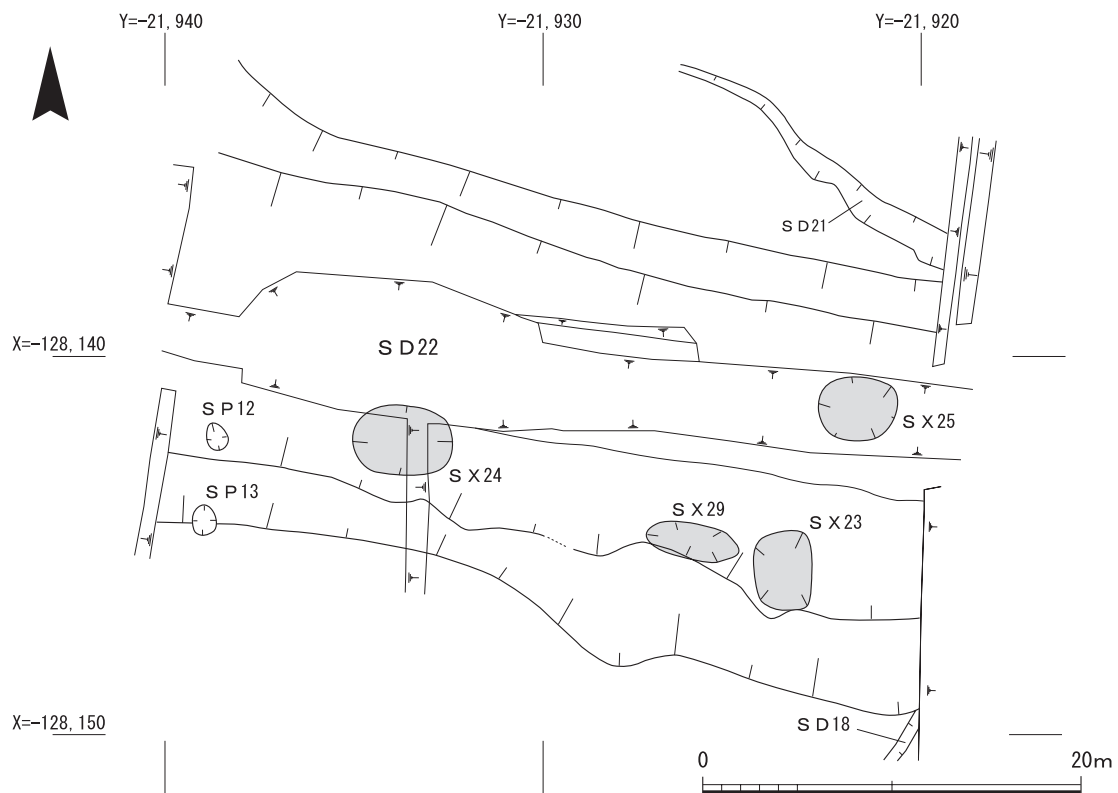 Y=-21,940
Y=-21,930
Y=-21,920
SD21
X=-128,140
SD22
SP12
SX25
SX24
SP13
SX29
SX23
X=-128,150
SD18
0
20m